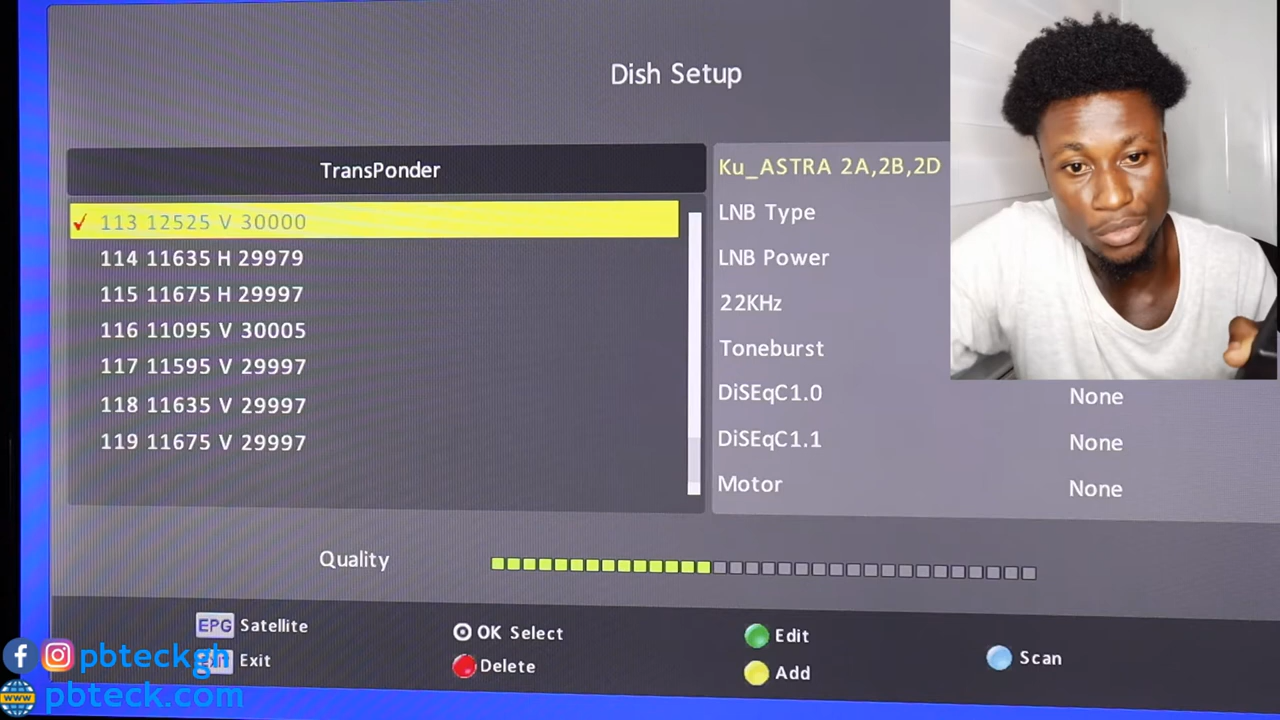 Dish Setup
TransPonder
✓ 113 12525 V 30000
114 11635 H 29979
115 11675 H 29997
116 11095 V 30005
117 11595 V 29997
118 11635 V 29997
119 11675 V 29997
Ku_ASTRA 2A,2B,2D
LNB Type
LNB Power
22KHz
Toneburst
DiSEqC1.0 None
DiSEqC1.1 None
Motor None
Quality
EPG Satellite
OK Select
Edit
Scan
Exit
Delete
Add
pbteckgh
www pbteck.com